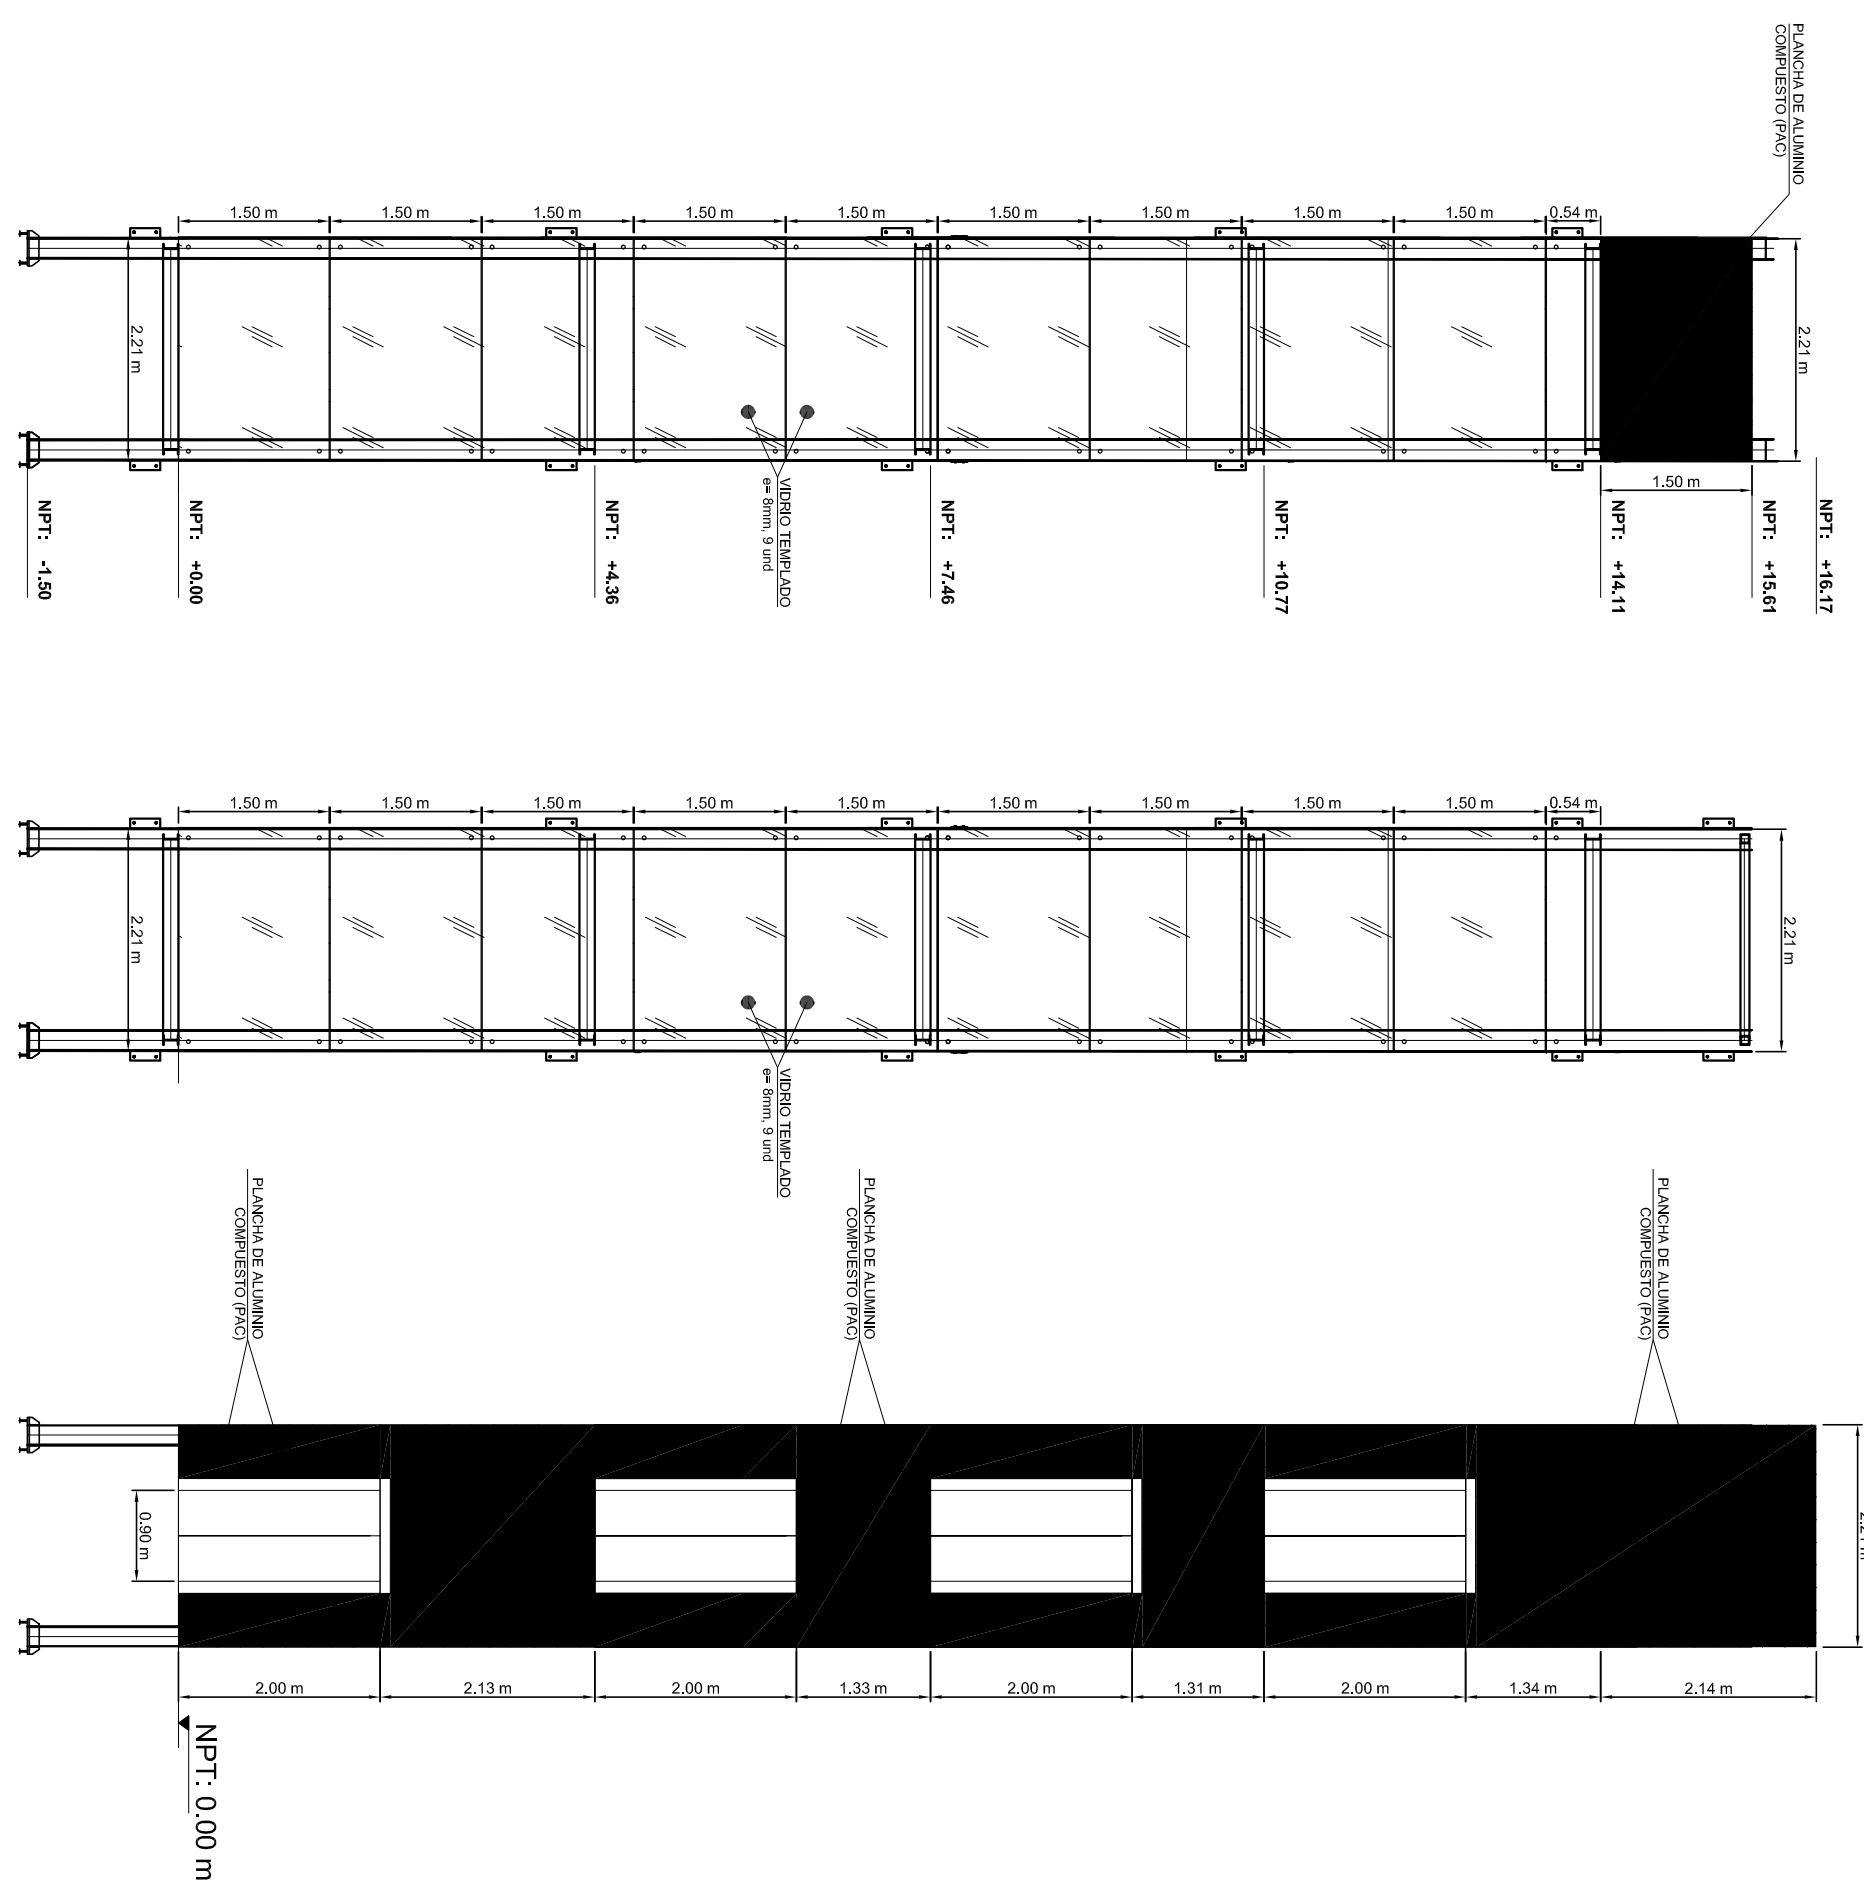 PLANCHA DE ALUMINIO
COMPUESTO (PAC)
1.50 m
1.50 m
1.50 m
1.50 m
1.50 m
1.50 m
1.50 m
1.50 m
1.50 m
0.54 m
2.21 m
2.21 m
1.50 m
VIDRIO TEMPLADO
e= 8mm, 9 und
NPT: -1.50
NPT: +0.00
NPT: +4.36
NPT: +7.46
NPT: +10.77
NPT: +14.11
NPT: +15.61
NPT: +16.17
1.50 m
1.50 m
1.50 m
1.50 m
1.50 m
1.50 m
1.50 m
1.50 m
1.50 m
0.54 m
2.21 m
2.21 m
VIDRIO TEMPLADO
e= 8mm, 9 und
PLANCHA DE ALUMINIO
COMPUESTO (PAC)
PLANCHA DE ALUMINIO
COMPUESTO (PAC)
PLANCHA DE ALUMINIO
COMPUESTO (PAC)
0.90 m
2.00 m
2.13 m
2.00 m
1.33 m
2.00 m
1.31 m
2.00 m
1.34 m
2.14 m
NPT: 0.00 m